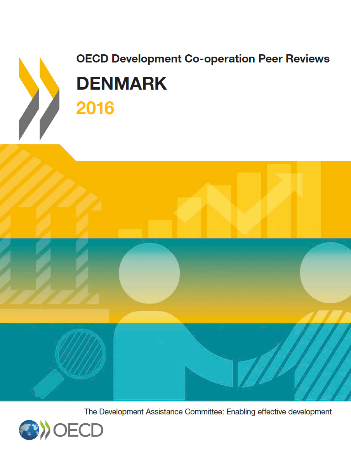 OECD Development Co-operation Peer Reviews
DENMARK
2016
The Development Assistance Committee: Enabling effective development
OECD